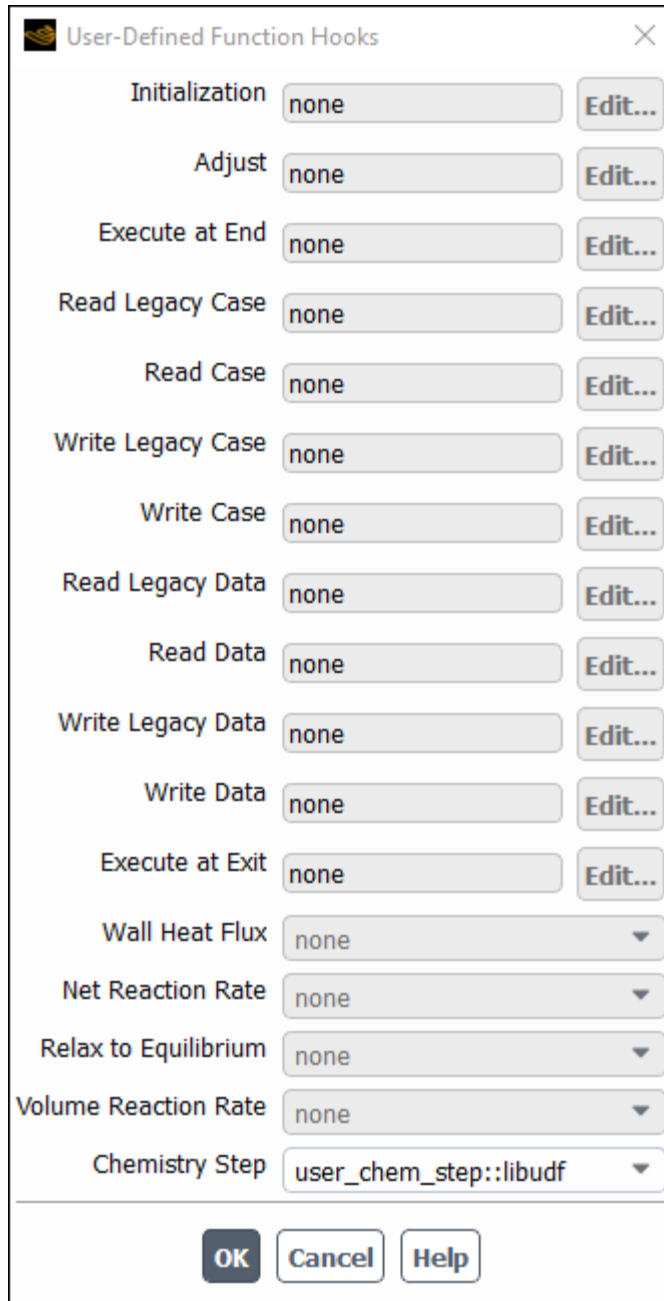 User-Defined Function Hooks
Initialization none Edit...
Adjust none Edit...
Execute at End none Edit...
Read Legacy Case none Edit...
Read Case none Edit...
Write Legacy Case none Edit...
Write Case none Edit...
Read Legacy Data none Edit...
Read Data none Edit...
Write Legacy Data none Edit...
Write Data none Edit...
Execute at Exit none Edit...
Wall Heat Flux none
Net Reaction Rate none
Relax to Equilibrium none
Volume Reaction Rate none
Chemistry Step user_chem_step::libudf
OK Cancel Help